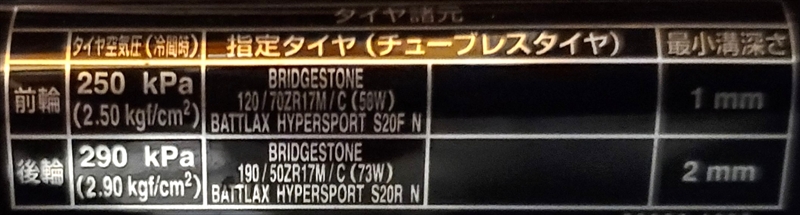 タイヤ諸元
タイヤ空気圧(冷間時) 指定タイヤ(チューブレスタイヤ) 最小溝深さ
前輪 250 kPa (2.50 kgf/cm²) BRIDGESTONE 120/70ZR17M/C(58W) BATTLAX HYPERSPORT S20F N 1 mm
後輪 290 kPa (2.90 kgf/cm²) BRIDGESTONE 190/50ZR17M/C(73W) BATTLAX HYPERSPORT S20R N 2 mm